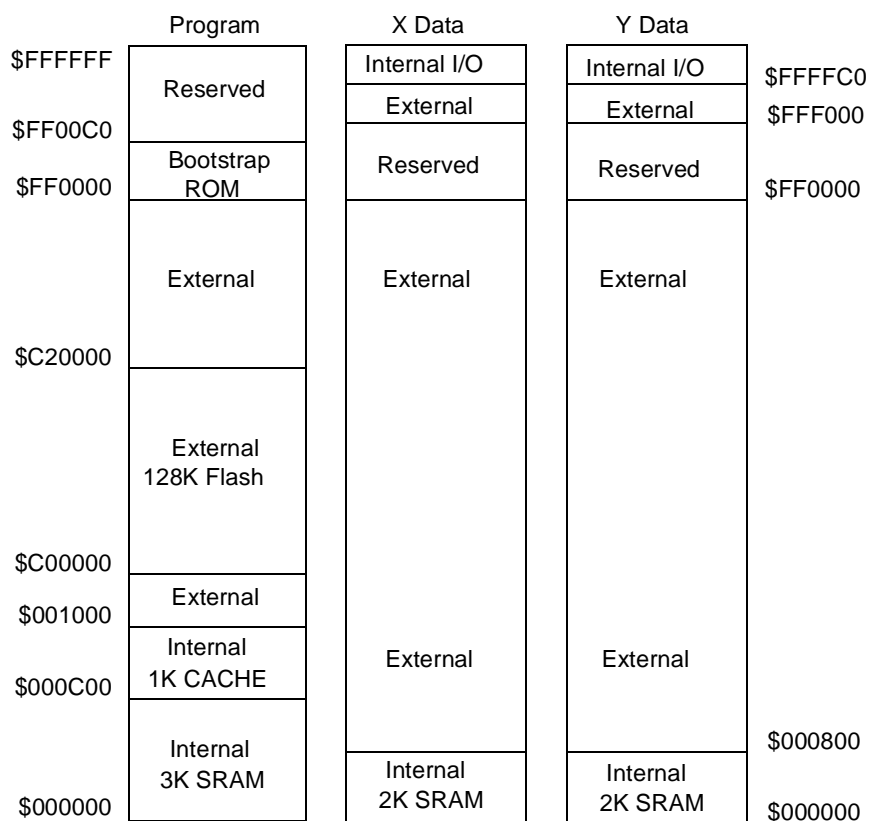 Program
X Data
Y Data
$FFFFFF
Reserved
$FF00C0
Bootstrap
ROM
$FF0000
External
$C20000
External
128K Flash
$C00000
External
$001000
Internal
1K CACHE
$000C00
Internal
3K SRAM
$000000
Internal I/O
External
Reserved
External
External
Internal
2K SRAM
Internal I/O
$FFFFC0
External
$FFF000
Reserved
$FF0000
External
External
$000800
Internal
2K SRAM
$000000